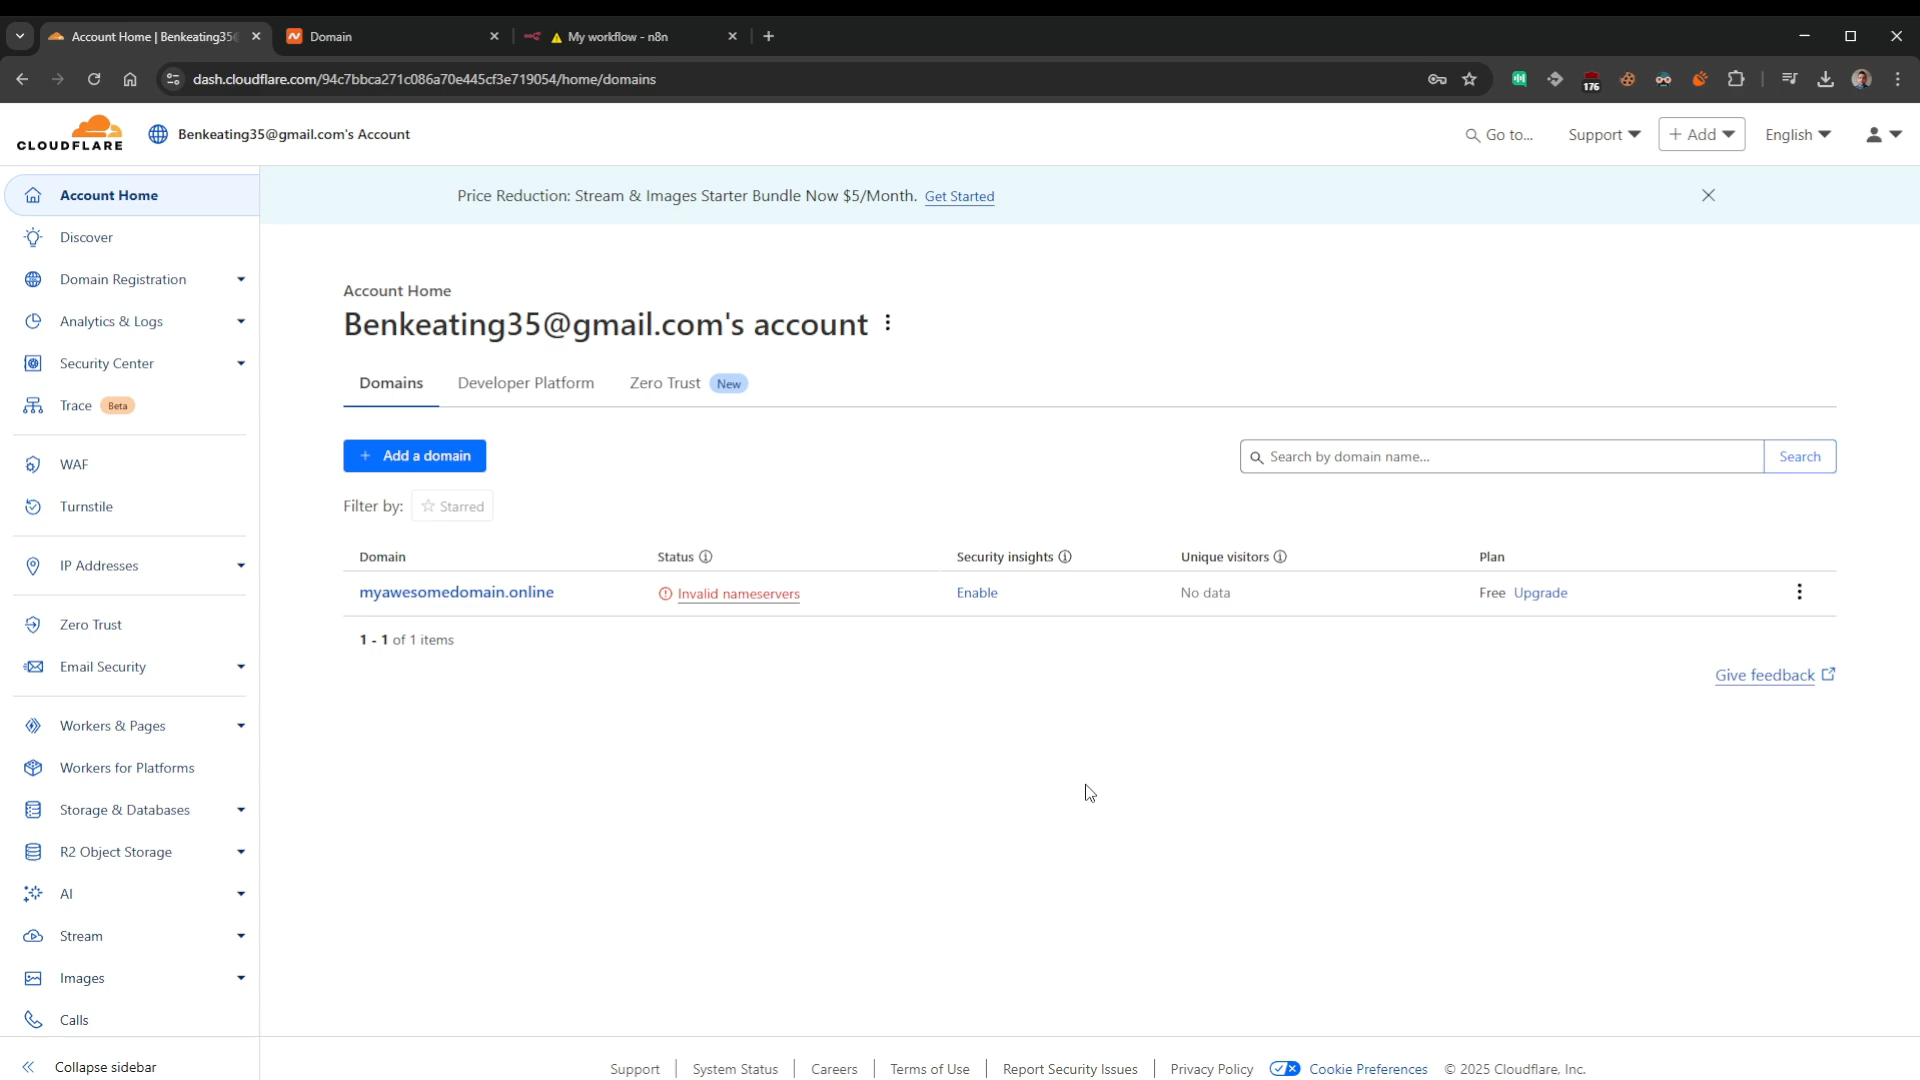 Account Home | Benkeating35
Domain
My workflow - n8n
dash.cloudflare.com/94c7bbca271c086a70e445cf3e719054/home/domains
176
CLOUDFLARE
Benkeating35@gmail.com's Account
Go to...
Support
+ Add
English
Account Home
Discover
Domain Registration
Analytics & Logs
Security Center
Trace Beta
WAF
Turnstile
IP Addresses
Zero Trust
Email Security
Workers & Pages
Workers for Platforms
Storage & Databases
R2 Object Storage
AI
Stream
Images
Calls
Collapse sidebar
Price Reduction: Stream & Images Starter Bundle Now $5/Month. Get Started
Account Home
Benkeating35@gmail.com's account
Domains Developer Platform Zero Trust New
+ Add a domain
Search by domain name...
Search
Filter by: Starred
Domain Status Security insights Unique visitors Plan
myawesomedomain.online Invalid nameservers Enable No data Free Upgrade
1 - 1 of 1 items
Give feedback
Support System Status Careers Terms of Use Report Security Issues Privacy Policy Cookie Preferences © 2025 Cloudflare, Inc.